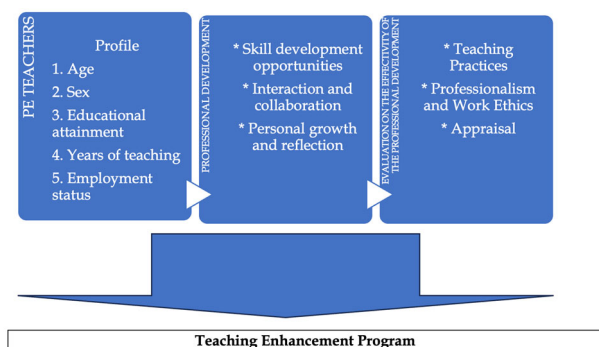 PE TEACHERS
Profile
1. Age
2. Sex
3. Educational
attainment
4. Years of teaching
5. Employment
status
PROFESSIONAL DEVELOPMENT
* Skill development
opportunities
* Interaction and
collaboration
* Personal growth
and reflection
EVALUATION ON THE EFFECTIVITY OF
THE PROFESSIONAL DEVELOPMENT
* Teaching
Practices
* Professionalism
and Work Ethics
* Appraisal
Teaching Enhancement Program